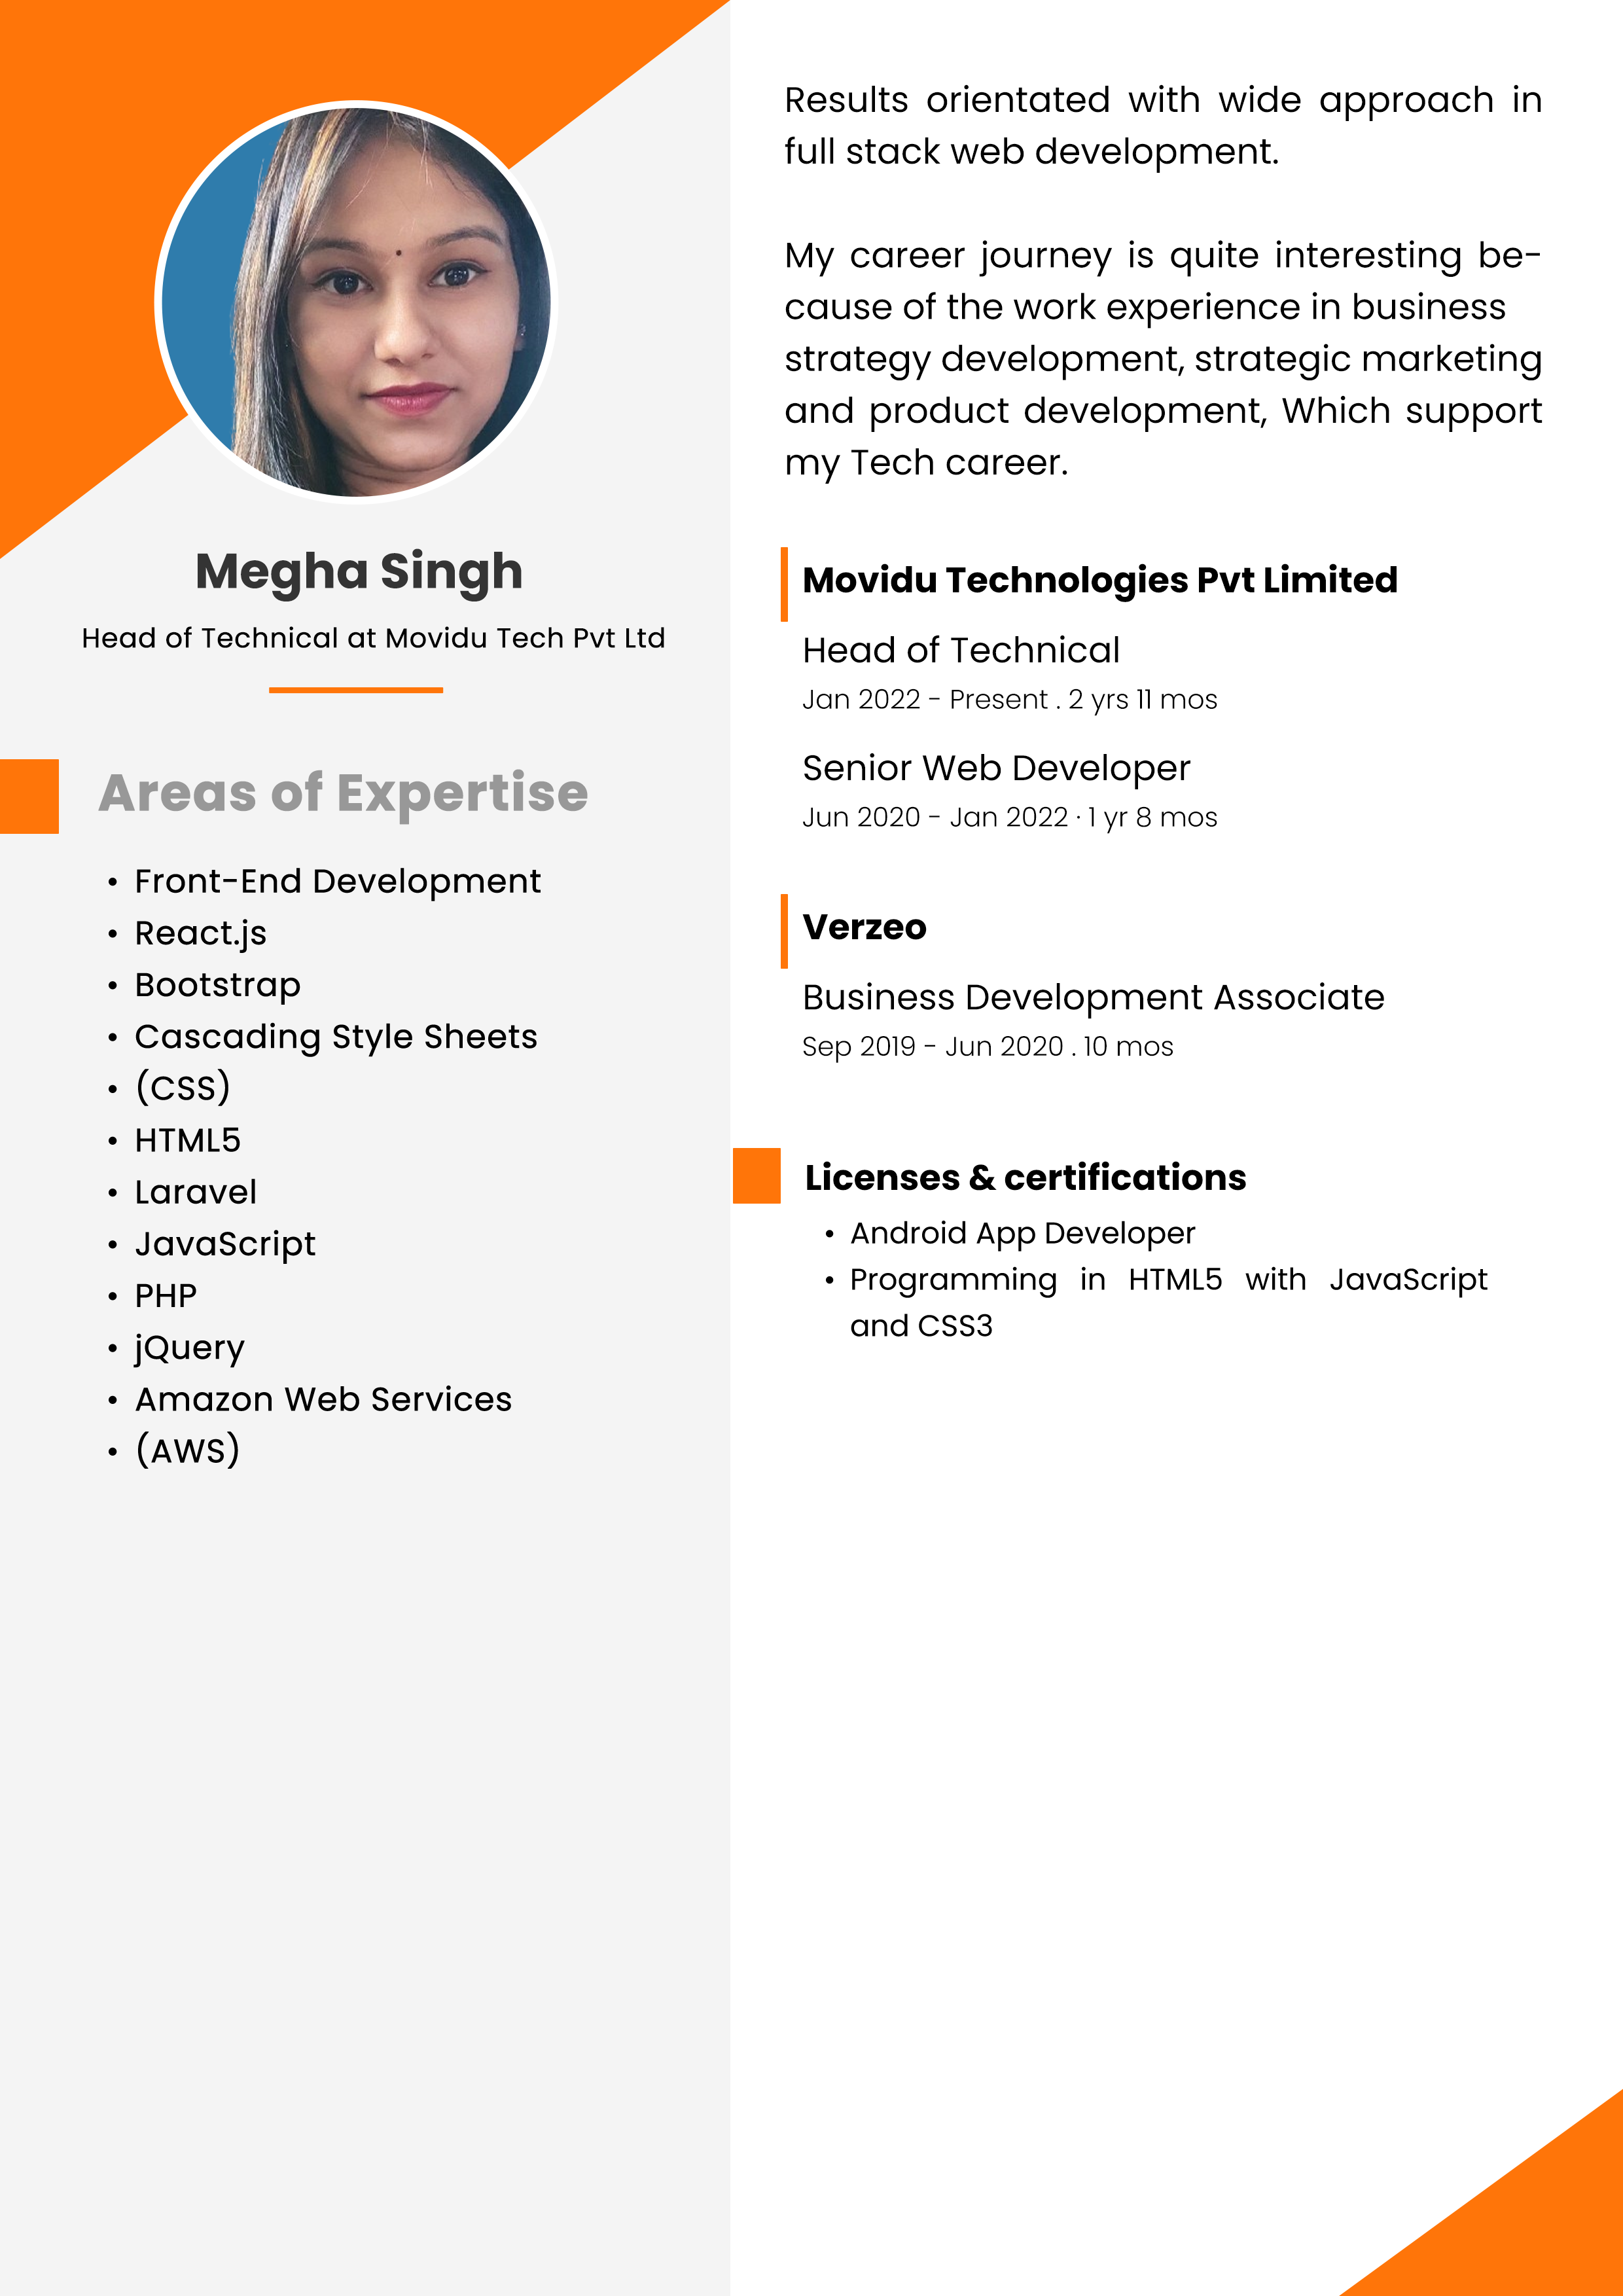 Megha Singh
Head of Technical at Movidu Tech Pvt Ltd
Areas of Expertise
• Front-End Development
• React.js
• Bootstrap
• Cascading Style Sheets
• (CSS)
• HTML5
• Laravel
• JavaScript
• PHP
• jQuery
• Amazon Web Services
• (AWS)
Results orientated with wide approach in
full stack web development.
My career journey is quite interesting be-
cause of the work experience in business
strategy development, strategic marketing
and product development, Which support
my Tech career.
Movidu Technologies Pvt Limited
Head of Technical
Jan 2022 - Present . 2 yrs 11 mos
Senior Web Developer
Jun 2020 - Jan 2022 · 1 yr 8 mos
Verzeo
Business Development Associate
Sep 2019 - Jun 2020 . 10 mos
Licenses & certifications
• Android App Developer
• Programming in HTML5 with JavaScript
and CSS3